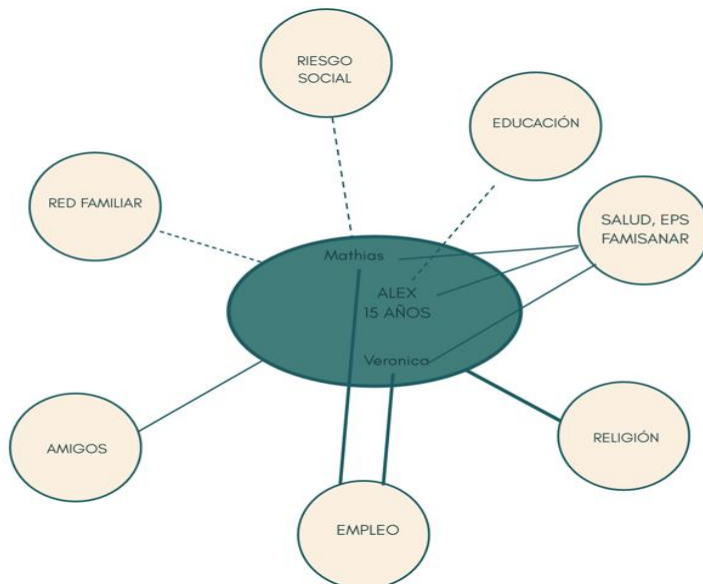 RIESGO
SOCIAL
EDUCACIÓN
RED FAMILIAR
SALUD, EPS
FAMISANAR
Mathias
ALEX
15 AÑOS
Veronica
AMIGOS
RELIGIÓN
EMPLEO